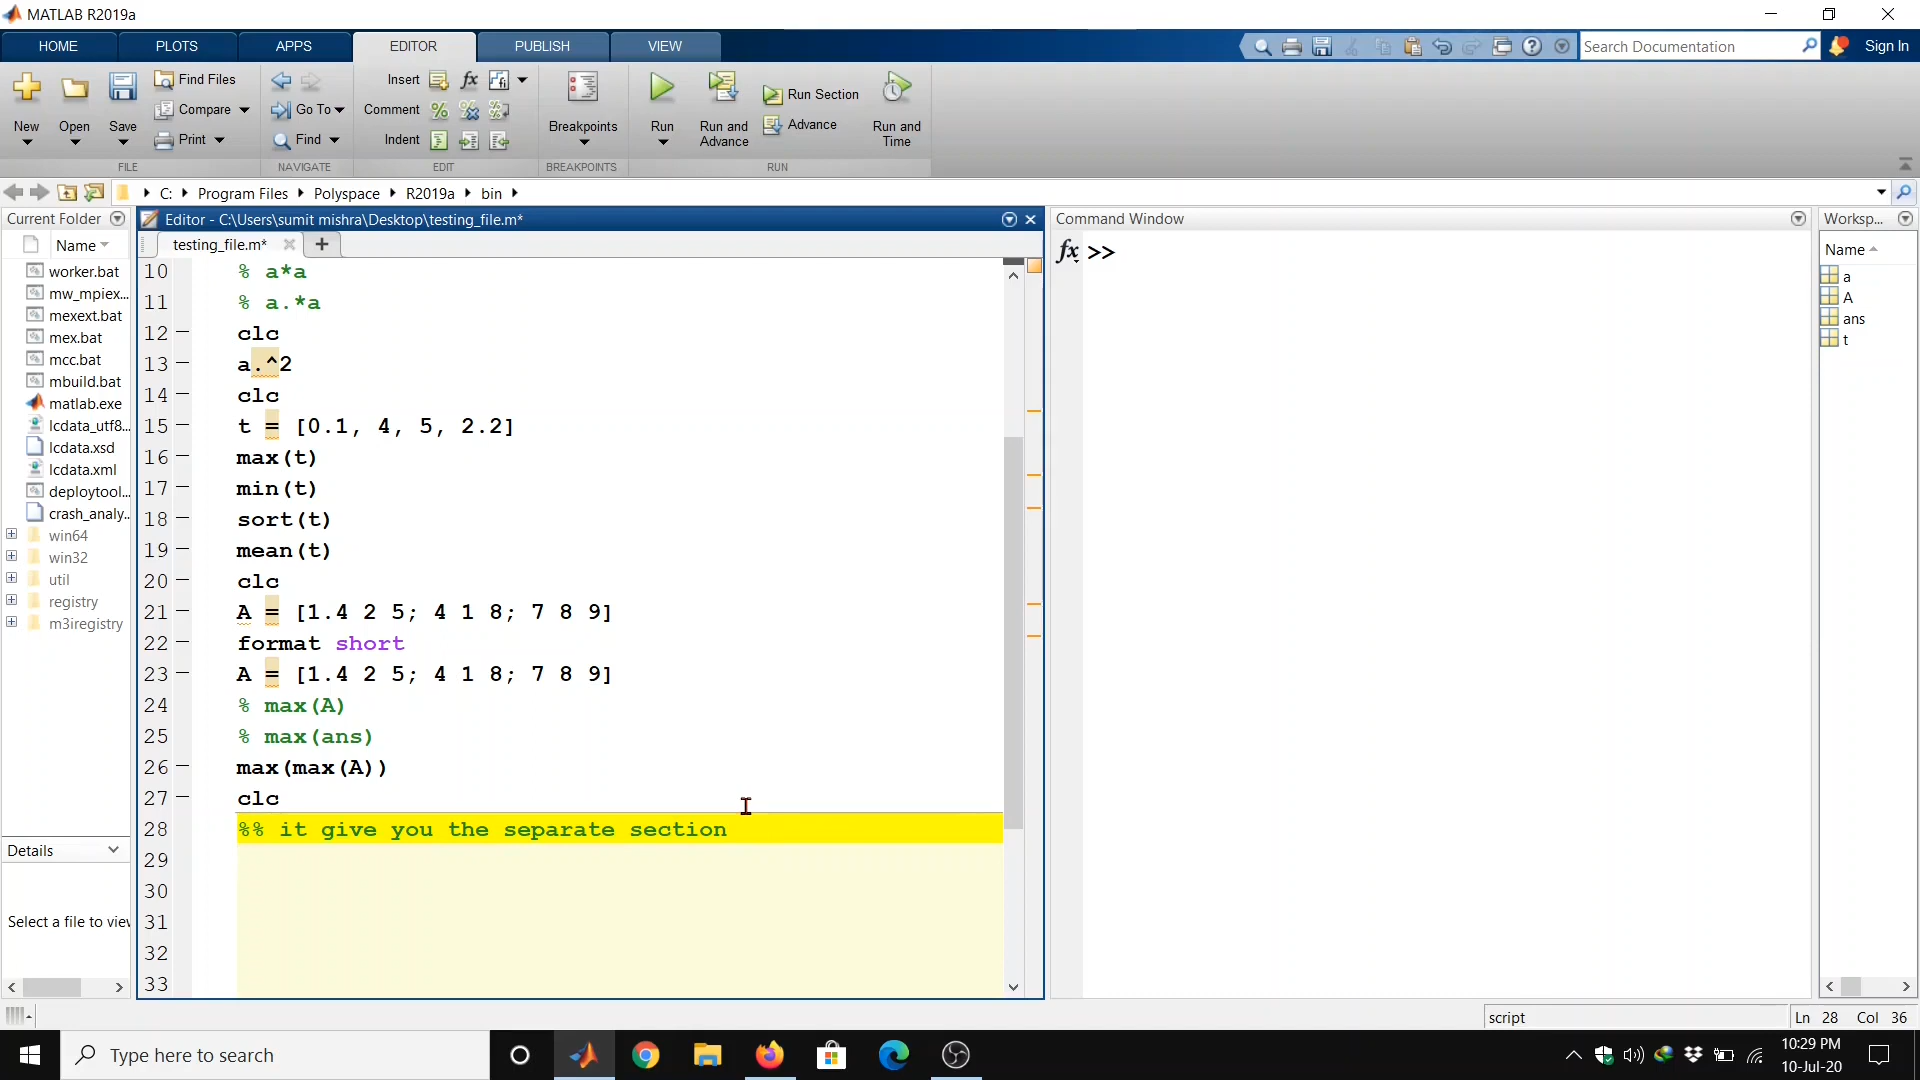 MATLAB R2019a
HOME
PLOTS
APPS
EDITOR
PUBLISH
VIEW
Search Documentation
Sign In
New
Open
Save
Find Files
Compare
Print
FILE
Go To
Find
NAVIGATE
Insert
fx
Comment
Indent
EDIT
Breakpoints
BREAKPOINTS
Run
Run and
Advance
Run Section
Advance
Run and
Time
RUN
C:
Program Files
Polyspace
R2019a
bin
Current Folder
Name
worker.bat
mw_mpiex...
mexext.bat
mex.bat
mcc.bat
mbuild.bat
matlab.exe
lcdata_utf8...
lcdata.xsd
lcdata.xml
deploytool...
crash_analy...
win64
win32
util
registry
m3iregistry
Details
Select a file to view
Editor - C:\Users\sumit mishra\Desktop\testing_file.m*
testing_file.m*
10 % a*a
11 % a.*a
12 clc
13 a.^2
14 clc
15 t = [0.1, 4, 5, 2.2]
16 max(t)
17 min(t)
18 sort(t)
19 mean(t)
20 clc
21 A = [1.4 2 5; 4 1 8; 7 8 9]
22 format short
23 A = [1.4 2 5; 4 1 8; 7 8 9]
24 % max(A)
25 % max(ans)
26 max(max(A))
27 clc
28 %% it give you the separate section
29
30
31
32
33
Command Window
fx >>
Worksp...
Name
a
A
ans
t
script
Ln 28 Col 36
Type here to search
10:29 PM
10-Jul-20